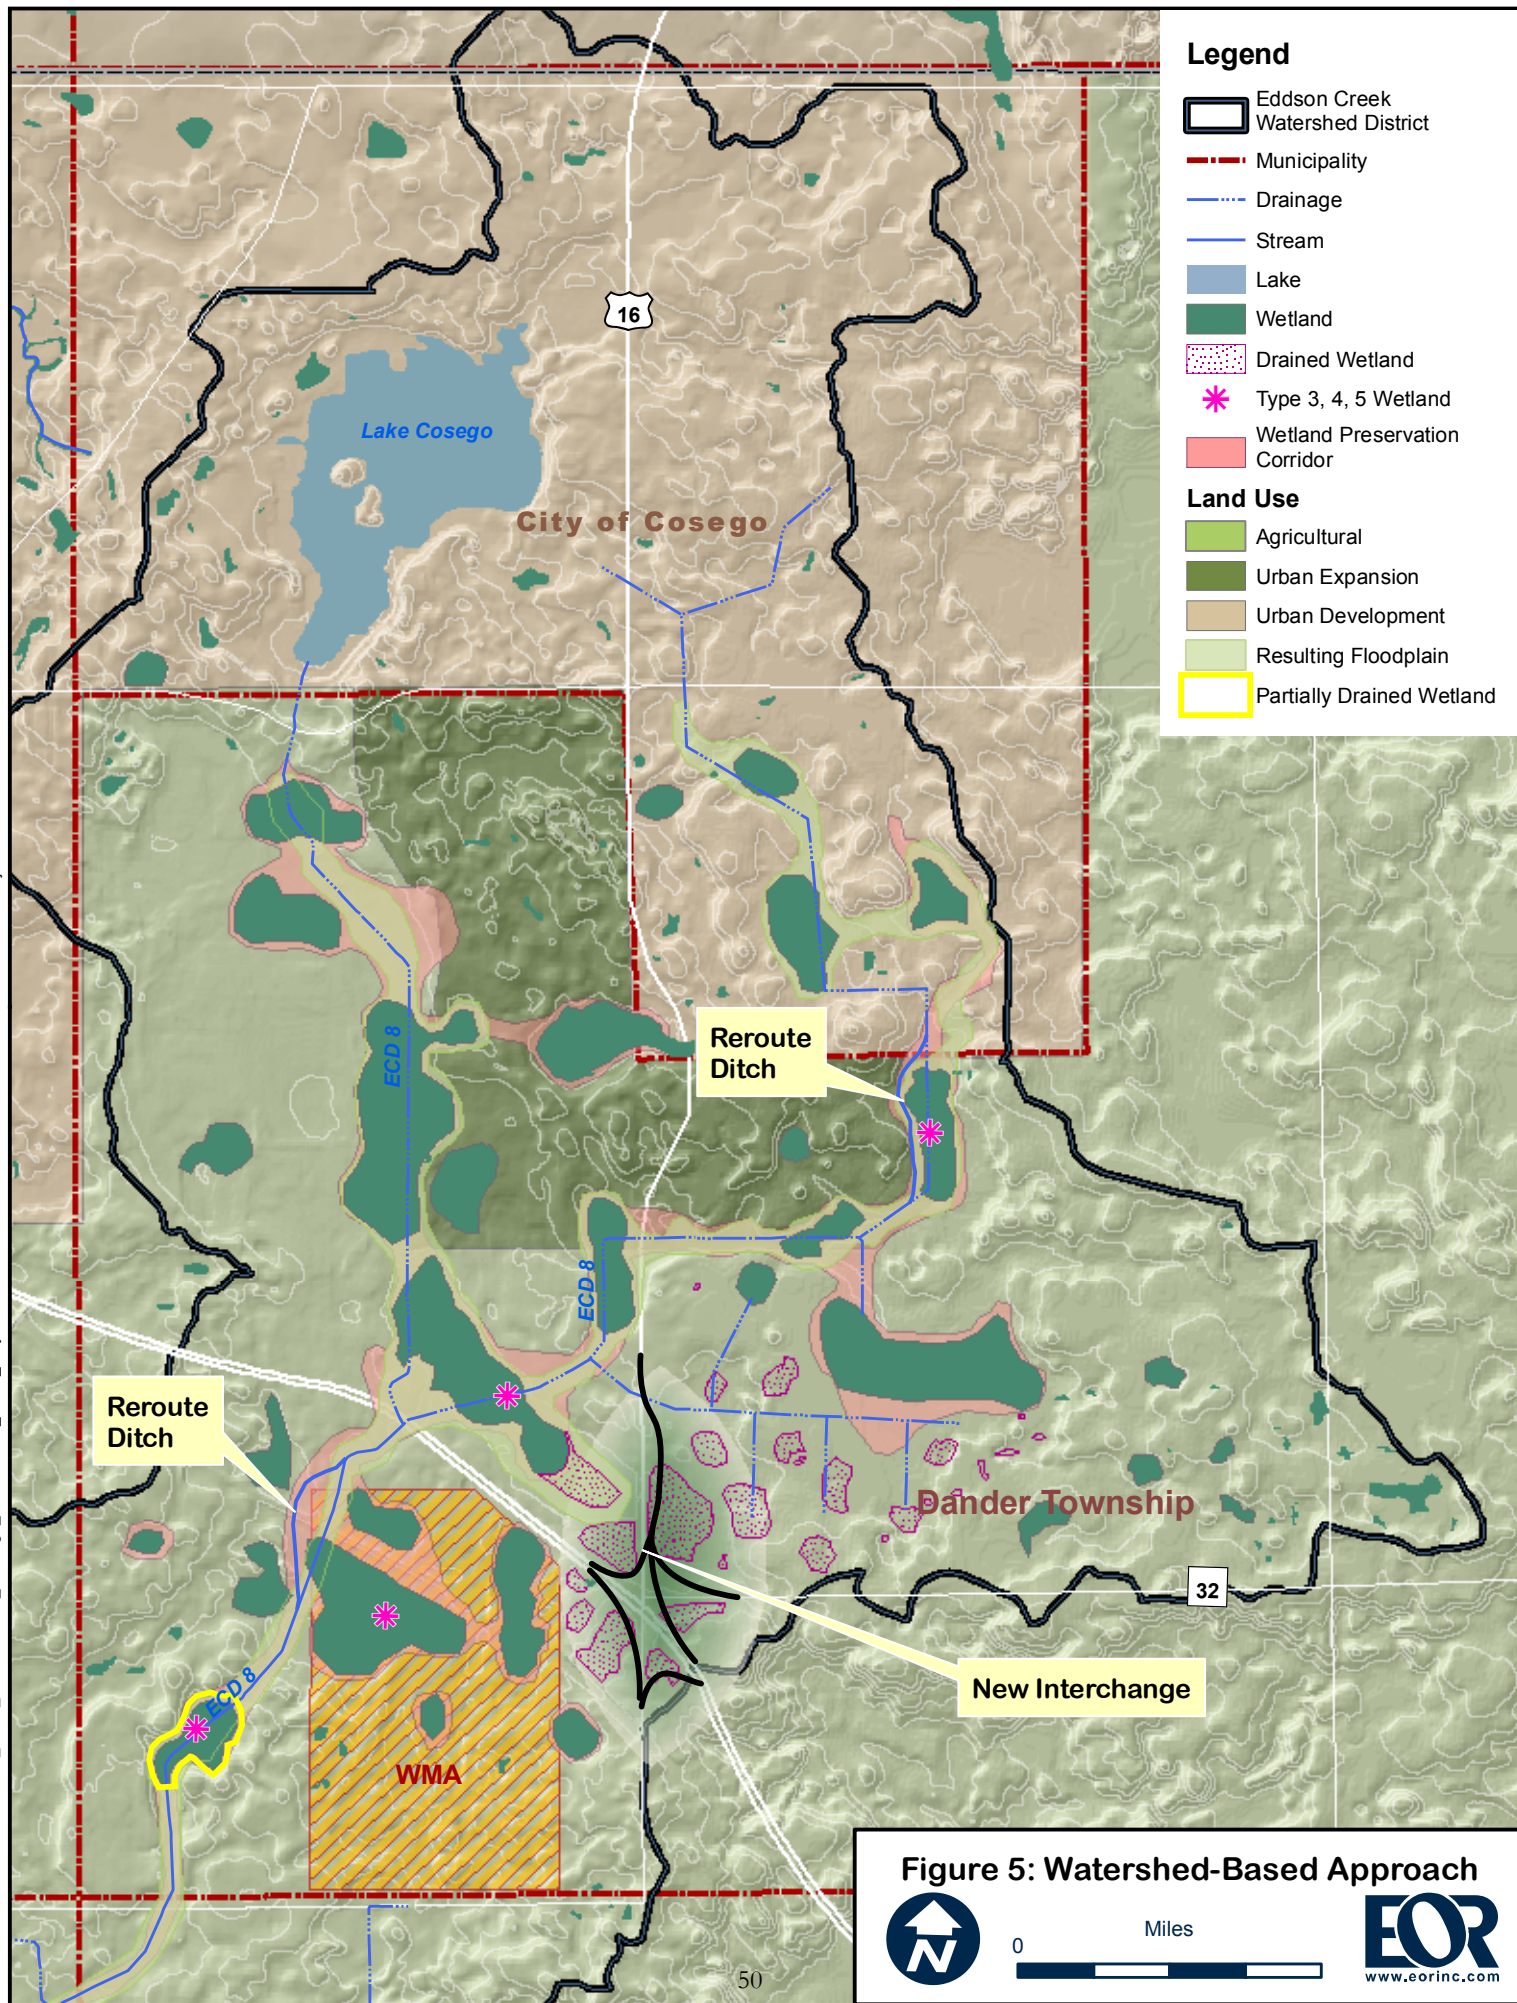 Legend
Eddson Creek
Watershed District
Municipality
Drainage
Stream
Lake
Wetland
Drained Wetland
Type 3, 4, 5 Wetland
Wetland Preservation
Corridor
Land Use
Agricultural
Urban Expansion
Urban Development
Resulting Floodplain
Partially Drained Wetland
16
Lake Cosego
City of Cosego
Reroute
Ditch
ECD 8
ECD 8
Reroute
Ditch
Dander Township
32
New Interchange
ECD 8
WMA
Figure 5: Watershed-Based Approach
N
0
Miles
EOR
www.eorinc.com
50